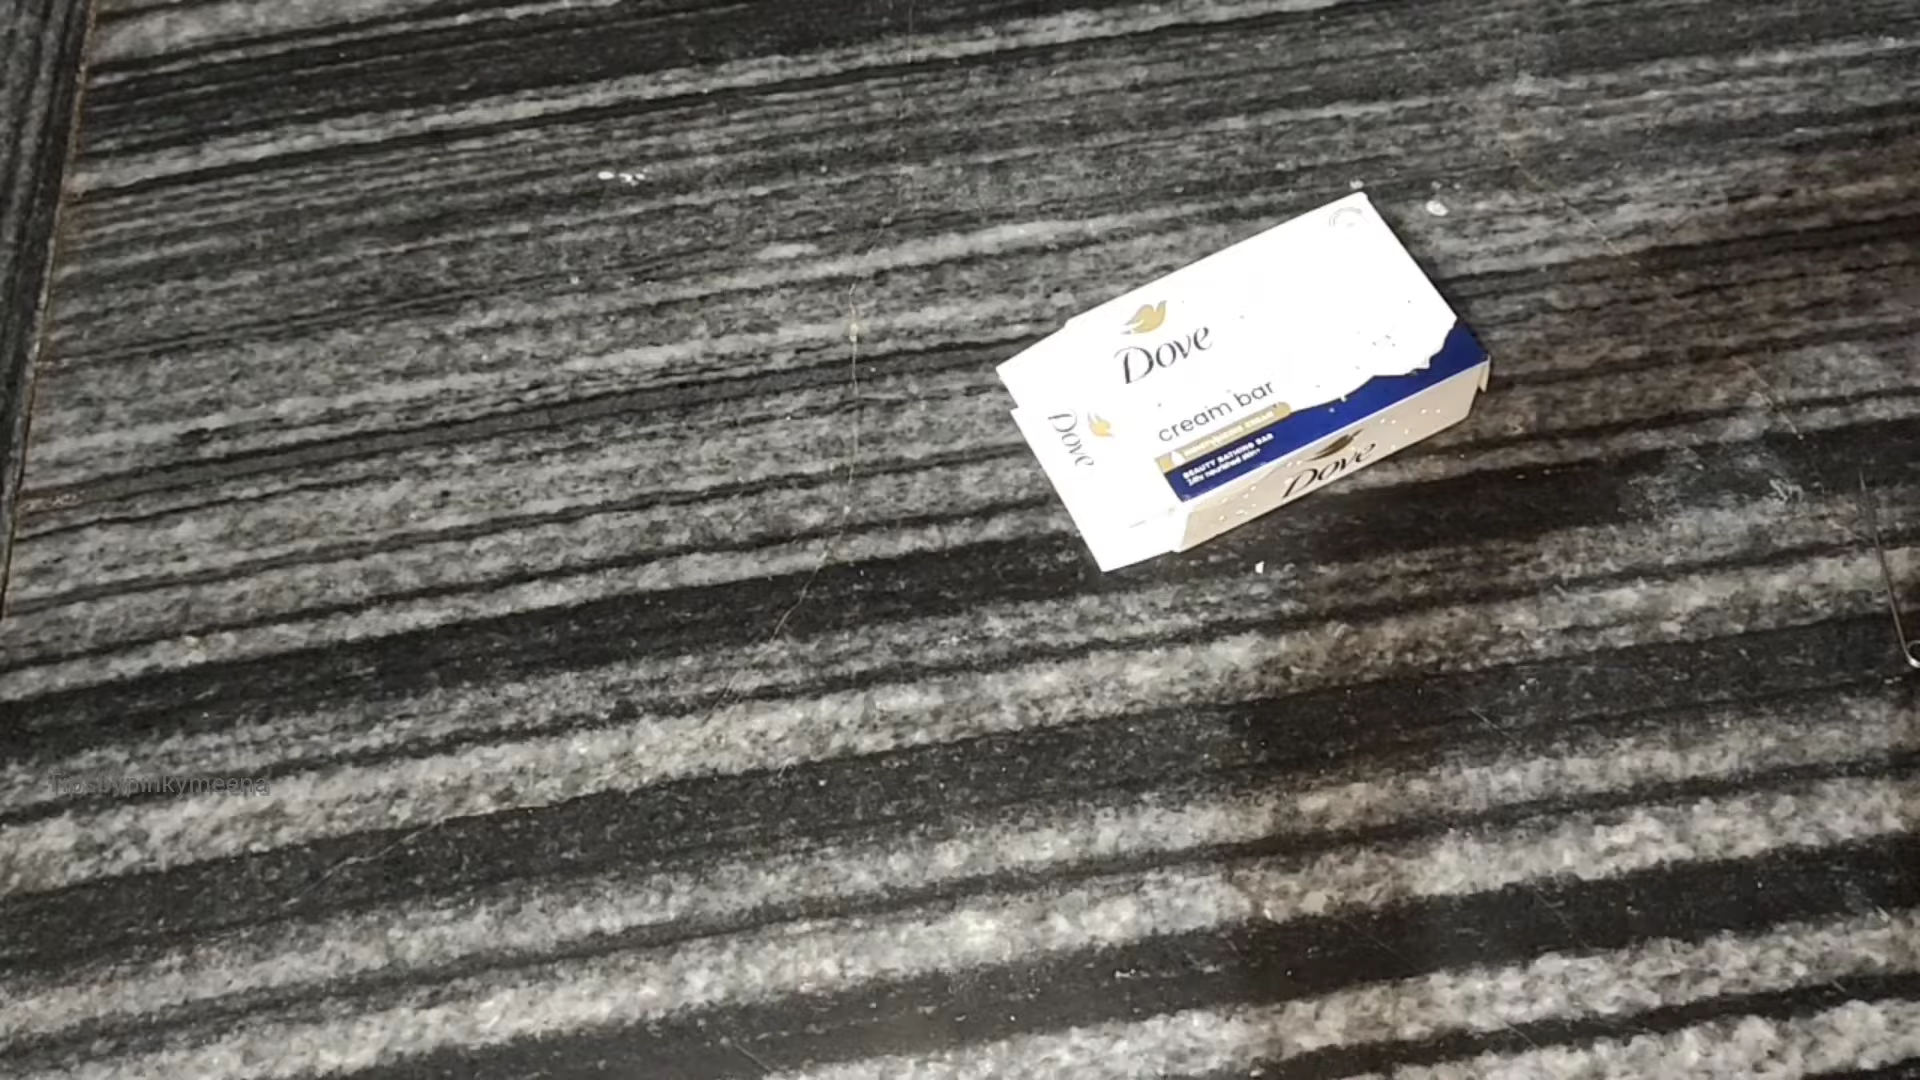 Dove
cream bar
BEAUTY BATHING BAR
Dove
Dove
Tipsbypinkymeena